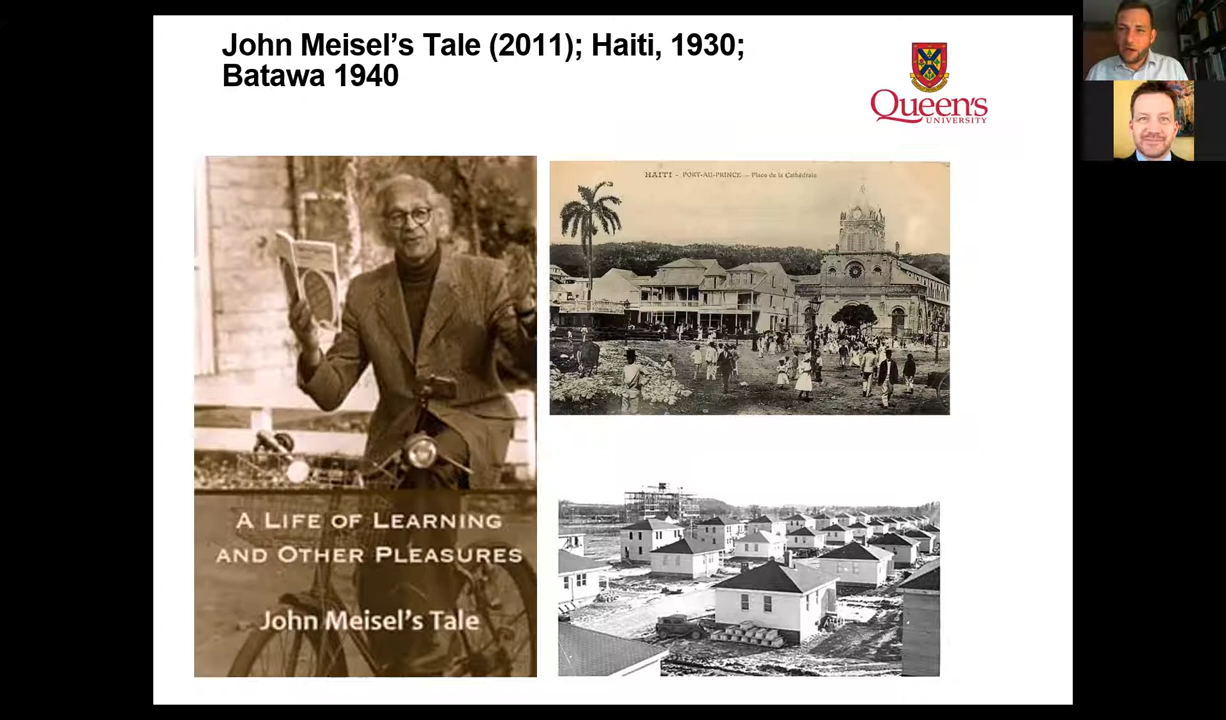 John Meisel's Tale (2011); Haiti, 1930;
Batawa 1940
Queen's
UNIVERSITY
HAITI - PORT-AU-PRINCE - Place de la Cathédrale
A LIFE OF LEARNING
AND OTHER PLEASURES
John Meisel's Tale